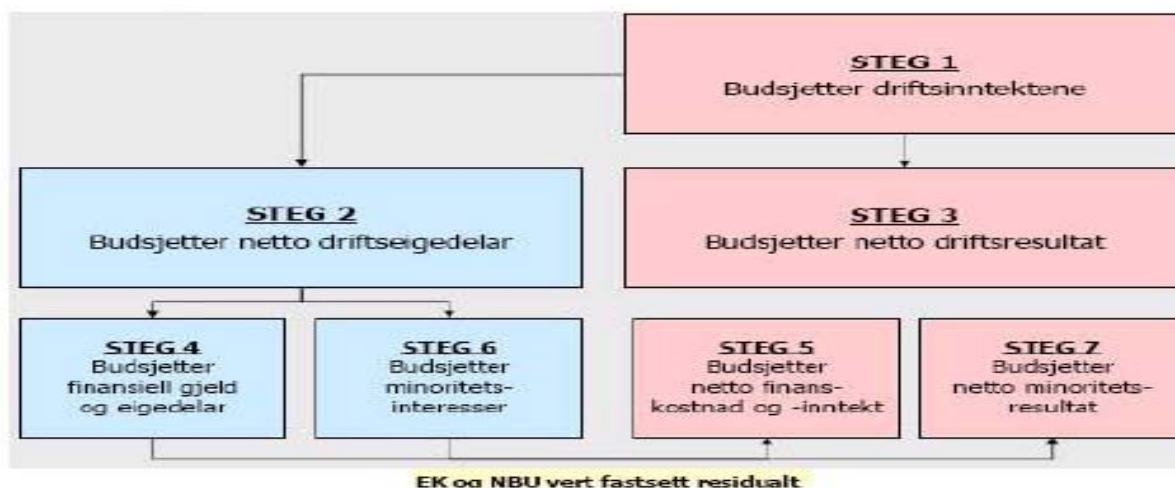 STEG 1
Budsjetter driftsinntektene
STEG 2
Budsjetter netto driftseigedelar
STEG 3
Budsjetter netto driftsresultat
STEG 4
Budsjetter
finansiell gjeld
og eigedelar
STEG 6
Budsjetter
minoritets-
interesser
STEG 5
Budsjetter
netto finans-
kostnad og -inntekt
STEG 7
Budsjetter
netto minoritets-
resultat
EK og NBU vert fastsett residualt